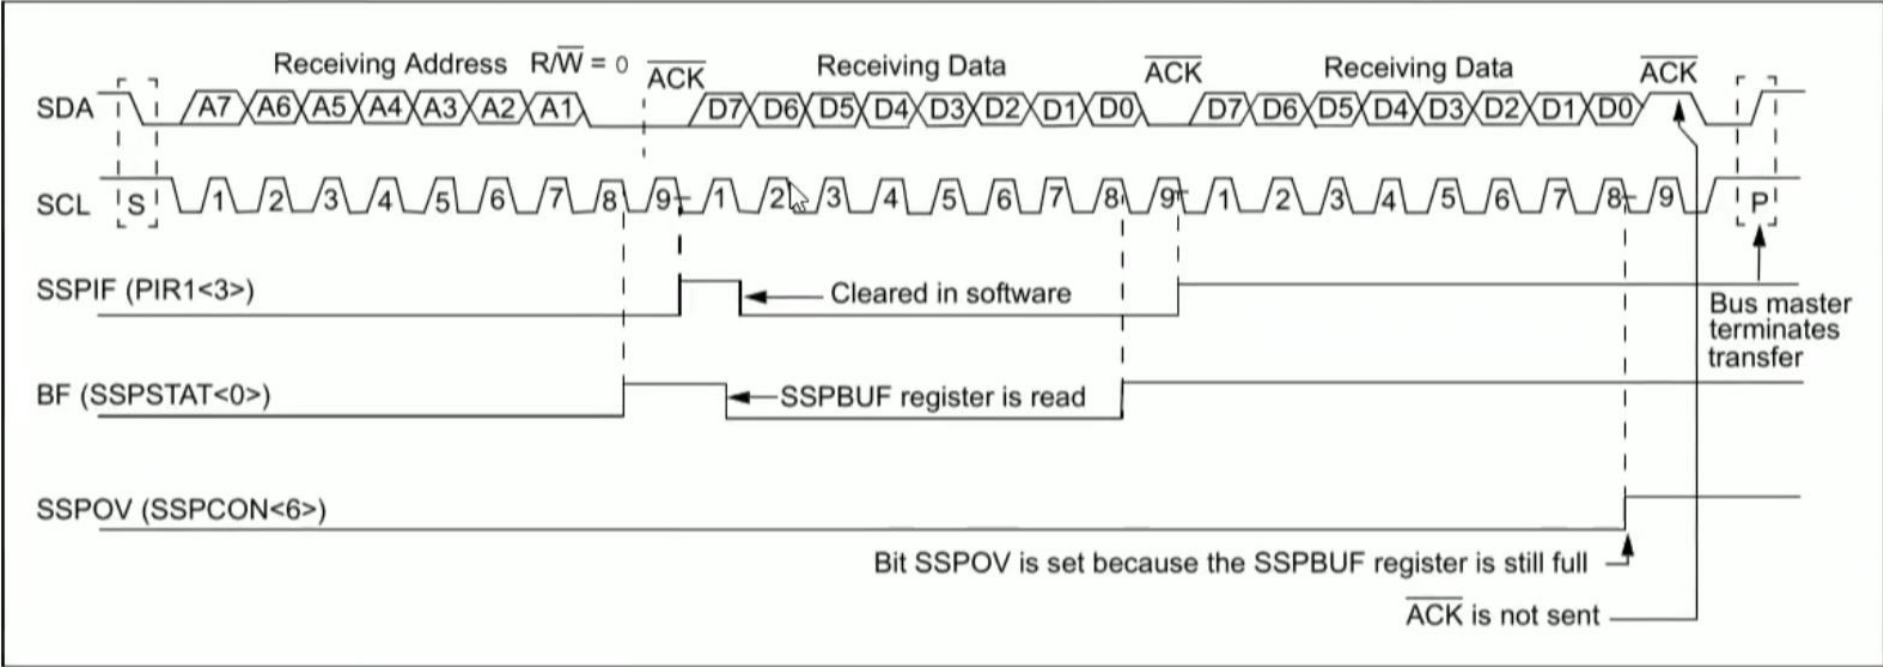 Receiving Address R/W̅ = 0 A̅C̅K̅ Receiving Data A̅C̅K̅ Receiving Data A̅C̅K̅
SDA A7 A6 A5 A4 A3 A2 A1 D7 D6 D5 D4 D3 D2 D1 D0 D7 D6 D5 D4 D3 D2 D1 D0
SCL S 1 2 3 4 5 6 7 8 9 1 2 3 4 5 6 7 8 9 1 2 3 4 5 6 7 8 9 P
SSPIF (PIR1<3>) Cleared in software
Bus master
terminates
transfer
BF (SSPSTAT<0>) SSPBUF register is read
SSPOV (SSPCON<6>)
Bit SSPOV is set because the SSPBUF register is still full
A̅C̅K̅ is not sent